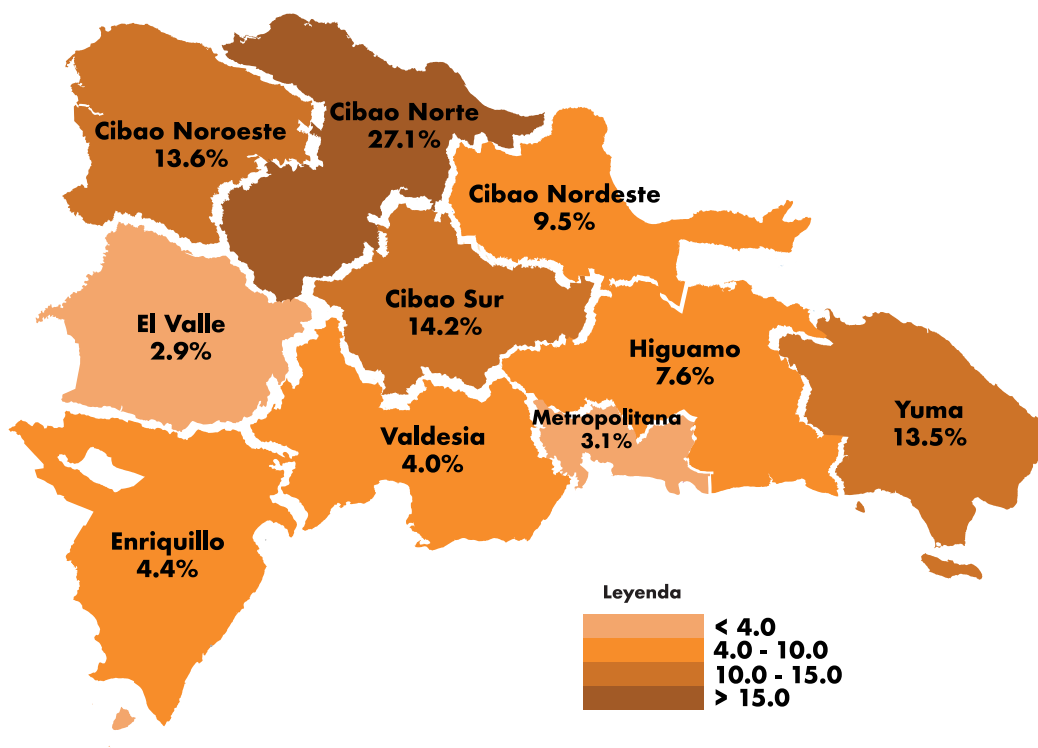 Cibao Norte
27.1%
Cibao Noroeste
13.6%
Cibao Nordeste
9.5%
Cibao Sur
14.2%
El Valle
2.9%
Higuamo
7.6%
Yuma
13.5%
Metropolitana
3.1%
Valdesia
4.0%
Enriquillo
4.4%
Leyenda
< 4.0
4.0 - 10.0
10.0 - 15.0
> 15.0